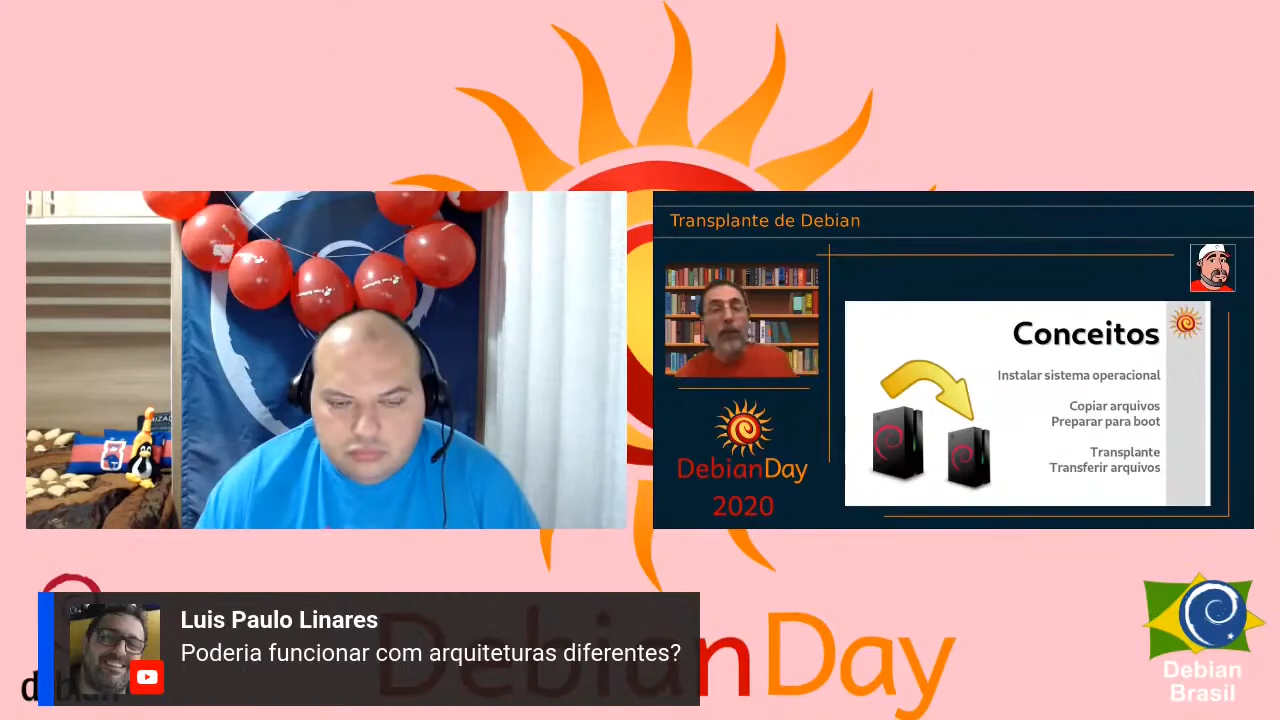 Transplante de Debian
Conceitos
Instalar sistema operacional
Copiar arquivos
Preparar para boot
Transplante
Transferir arquivos
DebianDay
2020
Luis Paulo Linares
Poderia funcionar com arquiteturas diferentes?
DebianDay
debian
Debian
Brasil